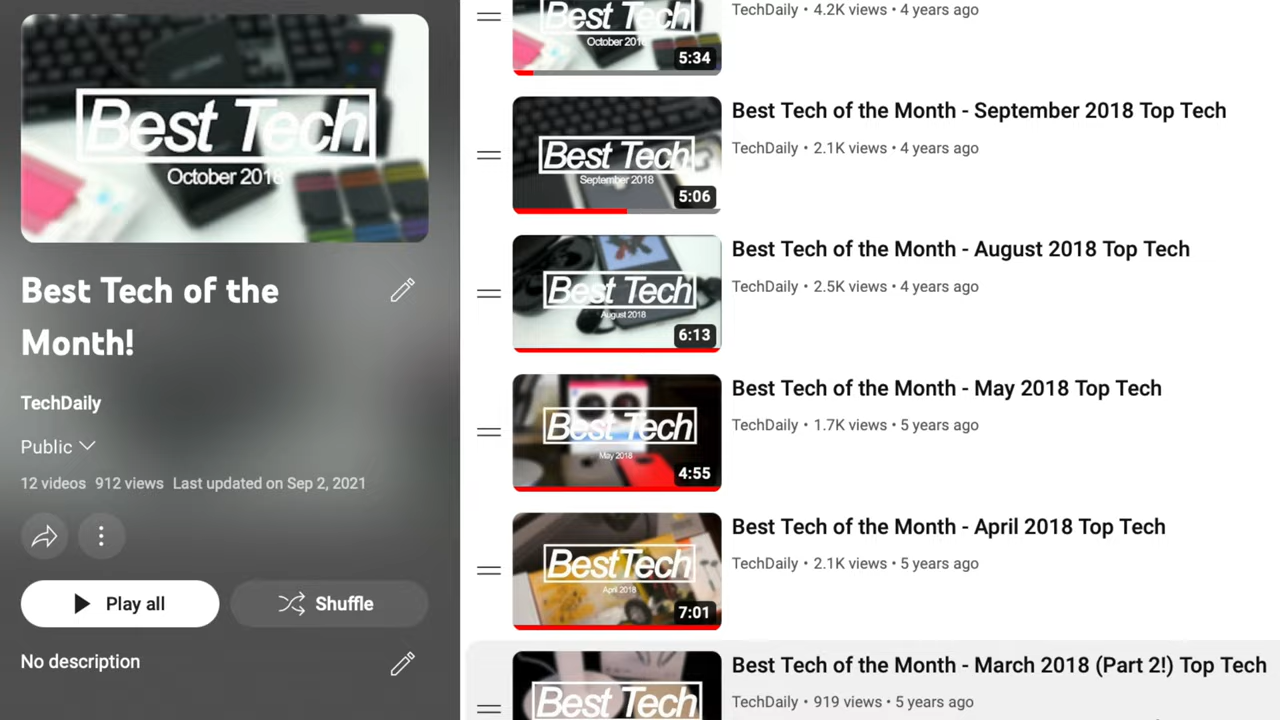 Best Tech
October 2018
Best Tech of the
Month!
TechDaily
Public
12 videos 912 views Last updated on Sep 2, 2021
Play all
Shuffle
No description
Best Tech
October 2018
5:34
TechDaily • 4.2K views • 4 years ago
Best Tech
September 2018
5:06
Best Tech of the Month - September 2018 Top Tech
TechDaily • 2.1K views • 4 years ago
Best Tech
August 2018
6:13
Best Tech of the Month - August 2018 Top Tech
TechDaily • 2.5K views • 4 years ago
Best Tech
May 2018
4:55
Best Tech of the Month - May 2018 Top Tech
TechDaily • 1.7K views • 5 years ago
Best Tech
April 2018
7:01
Best Tech of the Month - April 2018 Top Tech
TechDaily • 2.1K views • 5 years ago
Best Tech
Best Tech of the Month - March 2018 (Part 2!) Top Tech
TechDaily • 919 views • 5 years ago